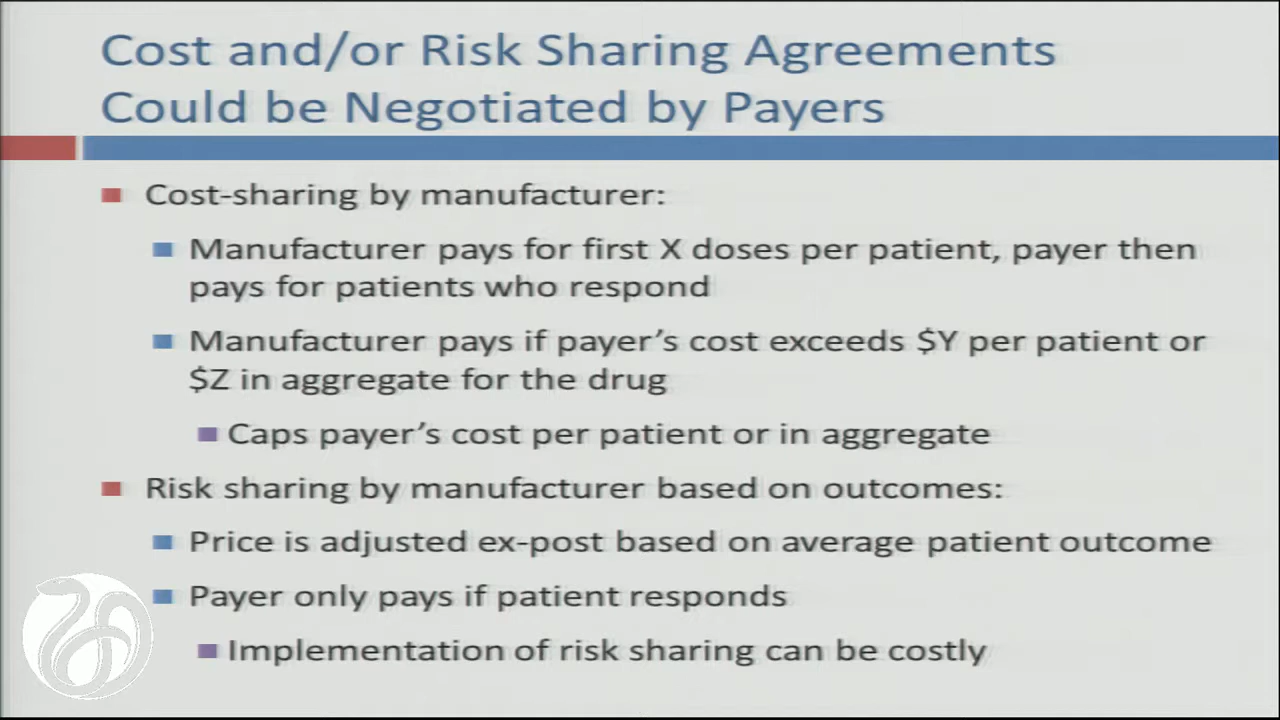 Cost and/or Risk Sharing Agreements
Could be Negotiated by Payers
Cost-sharing by manufacturer:
Manufacturer pays for first X doses per patient, payer then
pays for patients who respond
Manufacturer pays if payer's cost exceeds $Y per patient or
$Z in aggregate for the drug
Caps payer's cost per patient or in aggregate
Risk sharing by manufacturer based on outcomes:
Price is adjusted ex-post based on average patient outcome
Payer only pays if patient responds
Implementation of risk sharing can be costly